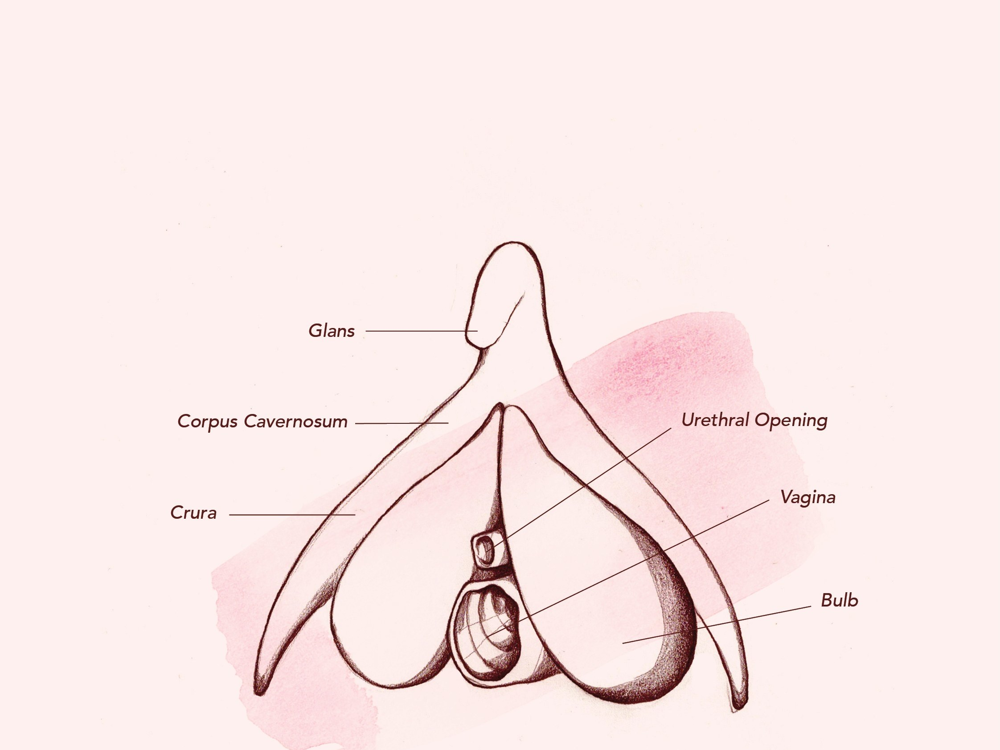 Glans
Corpus Cavernosum
Urethral Opening
Vagina
Crura
Bulb